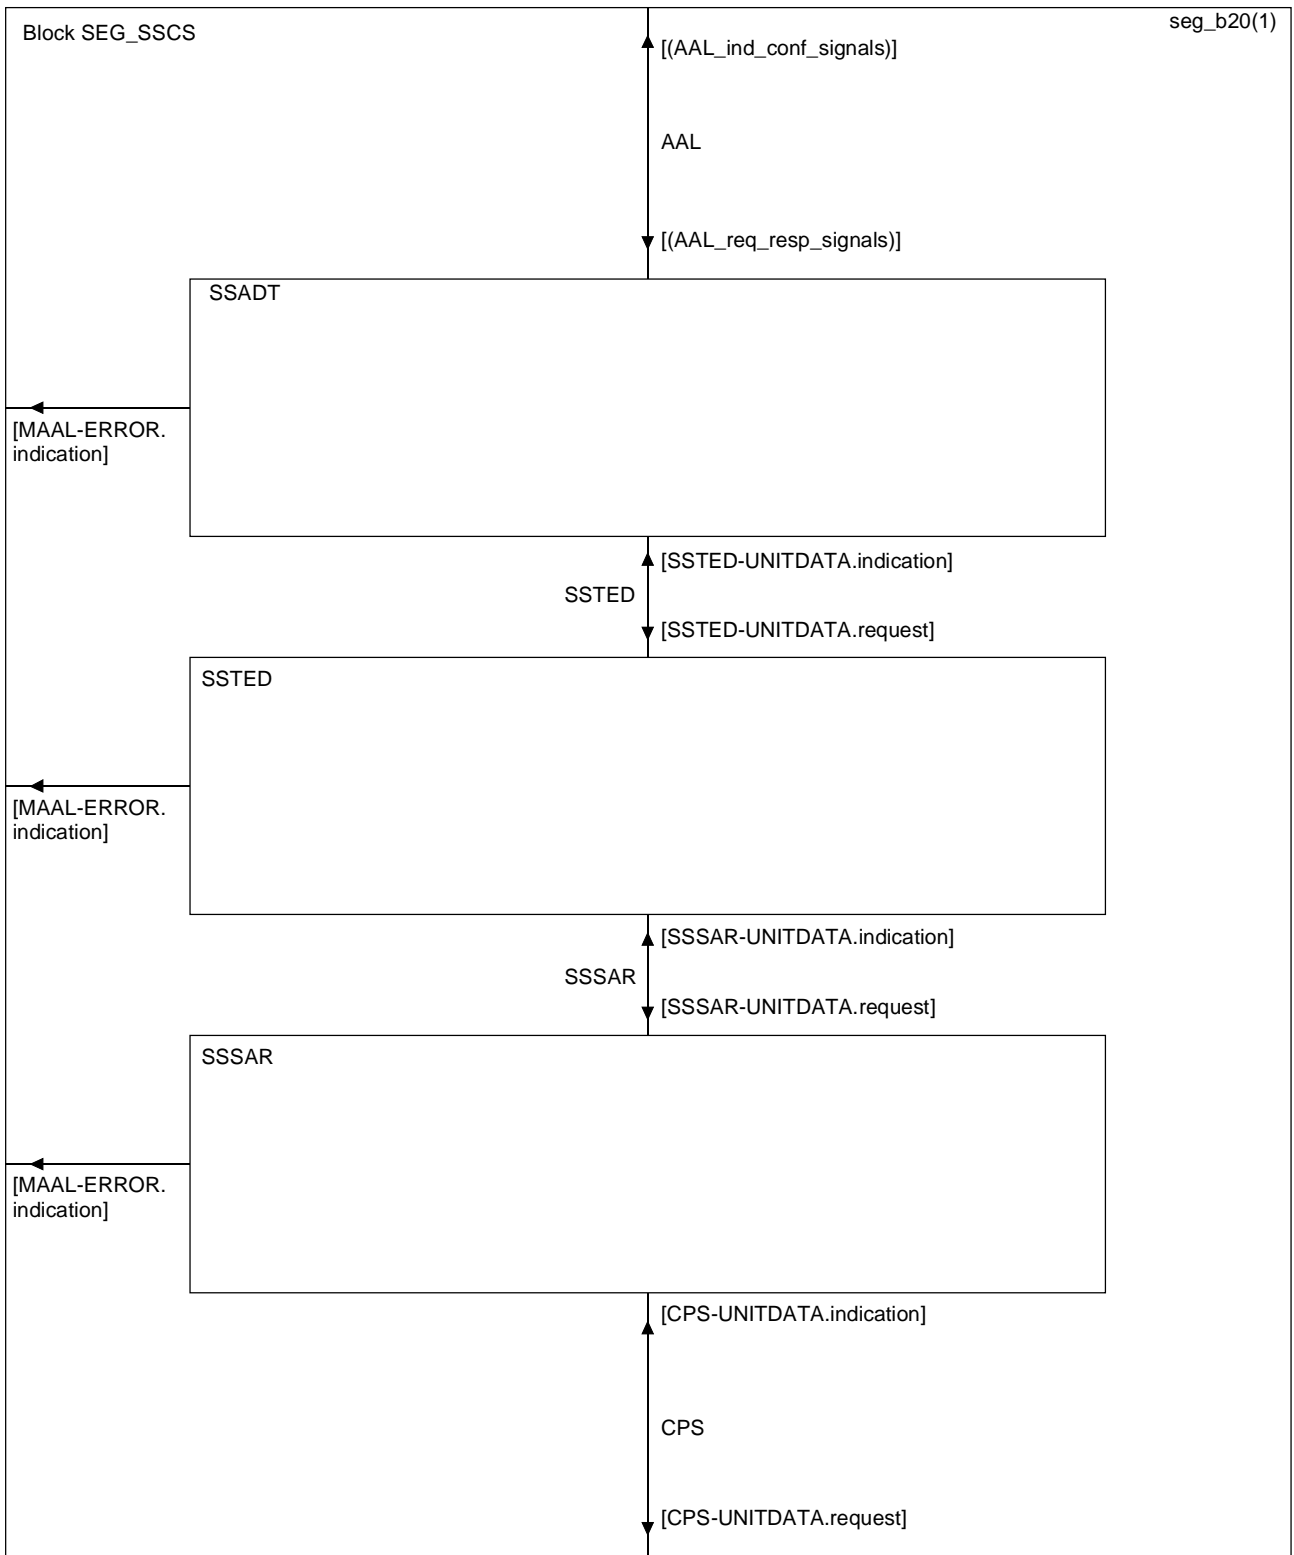 Block SEG_SSCS
seg_b20(1)
[(AAL_ind_conf_signals)]
AAL
[(AAL_req_resp_signals)]
SSADT
[MAAL-ERROR.
indication]
[SSTED-UNITDATA.indication]
SSTED
[SSTED-UNITDATA.request]
SSTED
[MAAL-ERROR.
indication]
[SSSAR-UNITDATA.indication]
SSSAR
[SSSAR-UNITDATA.request]
SSSAR
[MAAL-ERROR.
indication]
[CPS-UNITDATA.indication]
CPS
[CPS-UNITDATA.request]